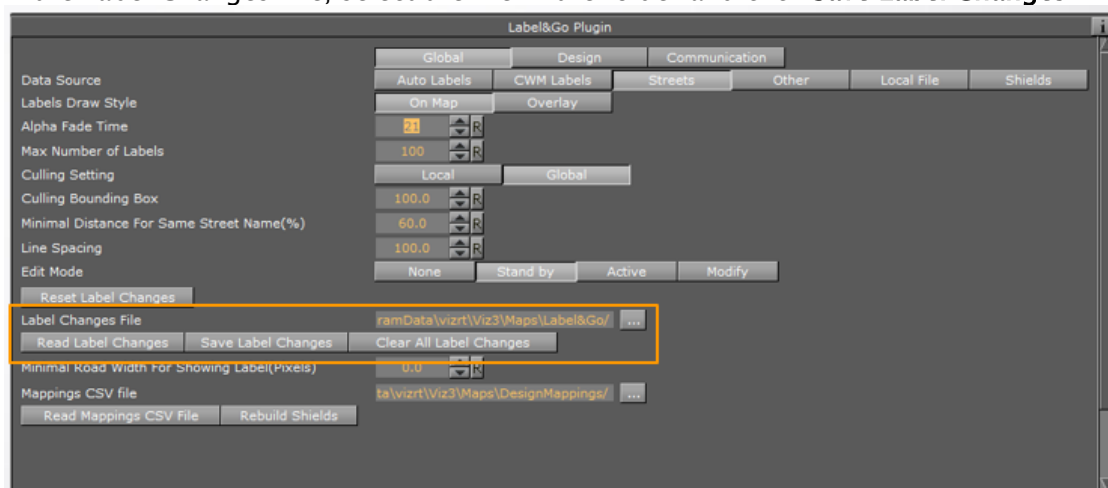 Label&Go Plugin i
Global Design Communication
Data Source Auto Labels CWM Labels Streets Other Local File Shields
Labels Draw Style On Map Overlay
Alpha Fade Time 21 R
Max Number of Labels 100 R
Culling Setting Local Global
Culling Bounding Box 100.0 R
Minimal Distance For Same Street Name(%) 60.0 R
Line Spacing 100.0 R
Edit Mode None Stand by Active Modify
Reset Label Changes
Label Changes File ramData\vizrt\Viz3\Maps\Label&Go/ ...
Read Label Changes Save Label Changes Clear All Label Changes
Minimal Road Width For Showing Label(Pixels) 0.0 R
Mappings CSV file ta\vizrt\Viz3\Maps\DesignMappings/ ...
Read Mappings CSV File Rebuild Shields